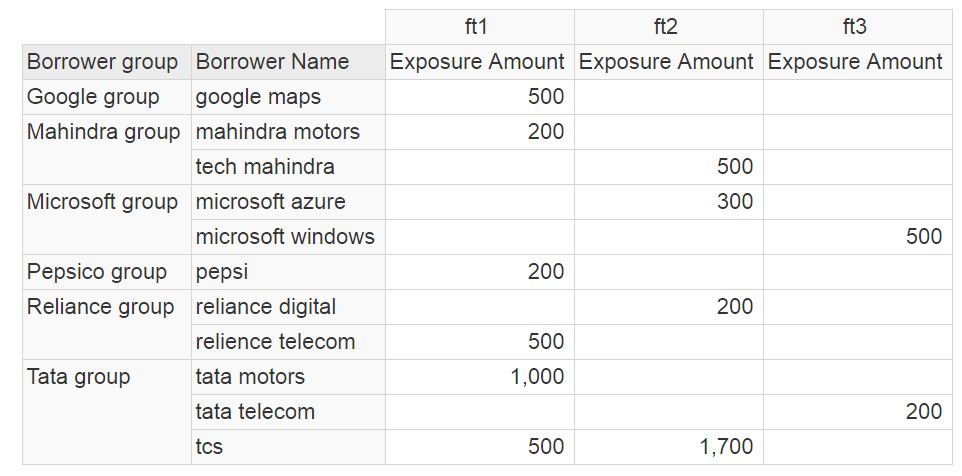 ft1 ft2 ft3
Borrower group Borrower Name Exposure Amount Exposure Amount Exposure Amount
Google group google maps 500
Mahindra group mahindra motors 200
tech mahindra 500
Microsoft group microsoft azure 300
microsoft windows 500
Pepsico group pepsi 200
Reliance group reliance digital 200
relience telecom 500
Tata group tata motors 1,000
tata telecom 200
tcs 500 1,700